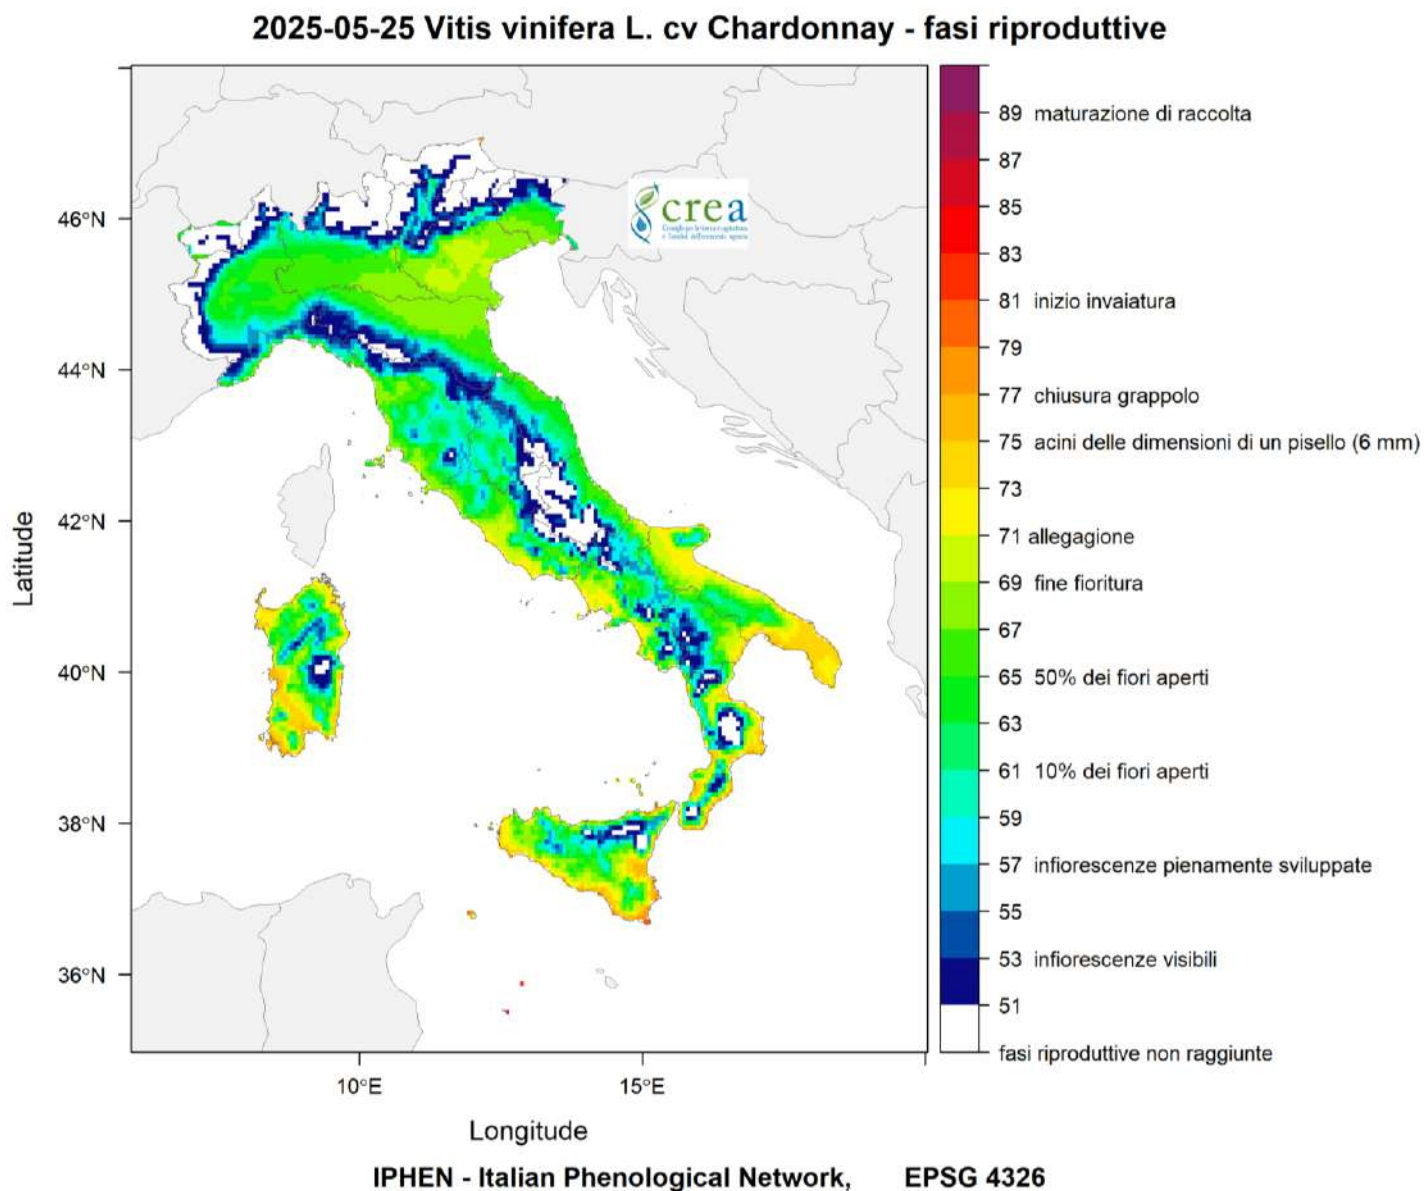 2025-05-25 Vitis vinifera L. cv Chardonnay - fasi riproduttive
crea
46°N
44°N
42°N
40°N
38°N
36°N
Latitude
10°E
15°E
Longitude
89 maturazione di raccolta
87
85
83
81 inizio invaiatura
79
77 chiusura grappolo
75 acini delle dimensioni di un pisello (6 mm)
73
71 allegagione
69 fine fioritura
67
65 50% dei fiori aperti
63
61 10% dei fiori aperti
59
57 infiorescenze pienamente sviluppate
55
53 infiorescenze visibili
51
fasi riproduttive non raggiunte
IPHEN - Italian Phenological Network, EPSG 4326